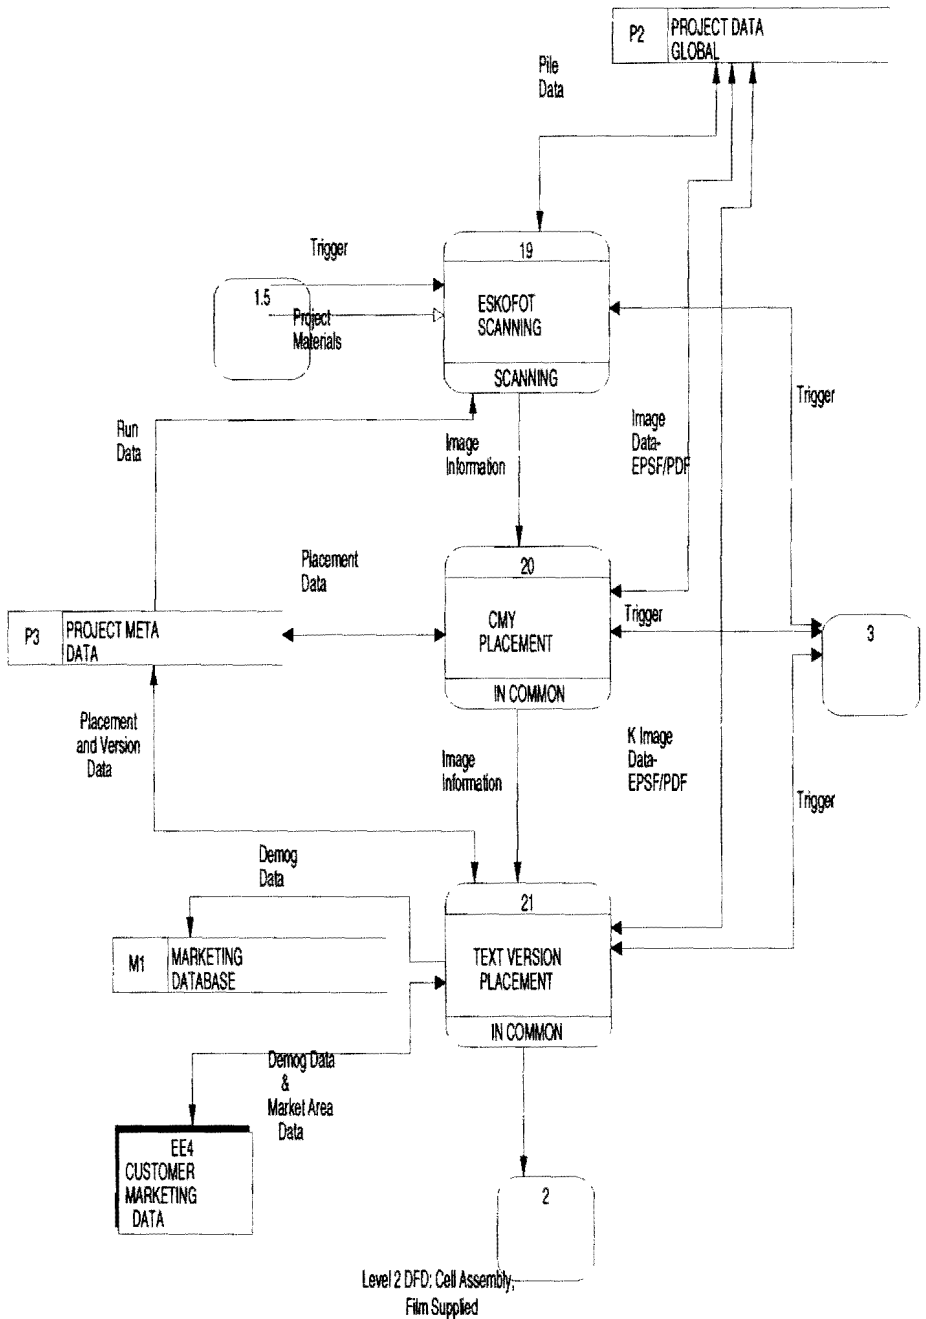 P2
PROJECT DATA
GLOBAL
Pile
Data
19
Trigger
1.5
ESKOFOT
SCANNING
Project
Materials
SCANNING
Trigger
Run
Data
Image
Information
Image
Data-
EPSF/PDF
20
Placement
Data
Trigger
CMY
PLACEMENT
P3
PROJECT META
DATA
3
IN COMMON
Placement
and Version
Data
Image
Information
K Image
Data-
EPSF/PDF
Trigger
Demog
Data
21
M1
MARKETING
DATABASE
TEXT VERSION
PLACEMENT
IN COMMON
Demog Data
&
Market Area
Data
EE4
CUSTOMER
MARKETING
DATA
2
Level 2 DFD: Cell Assembly,
Film Supplied